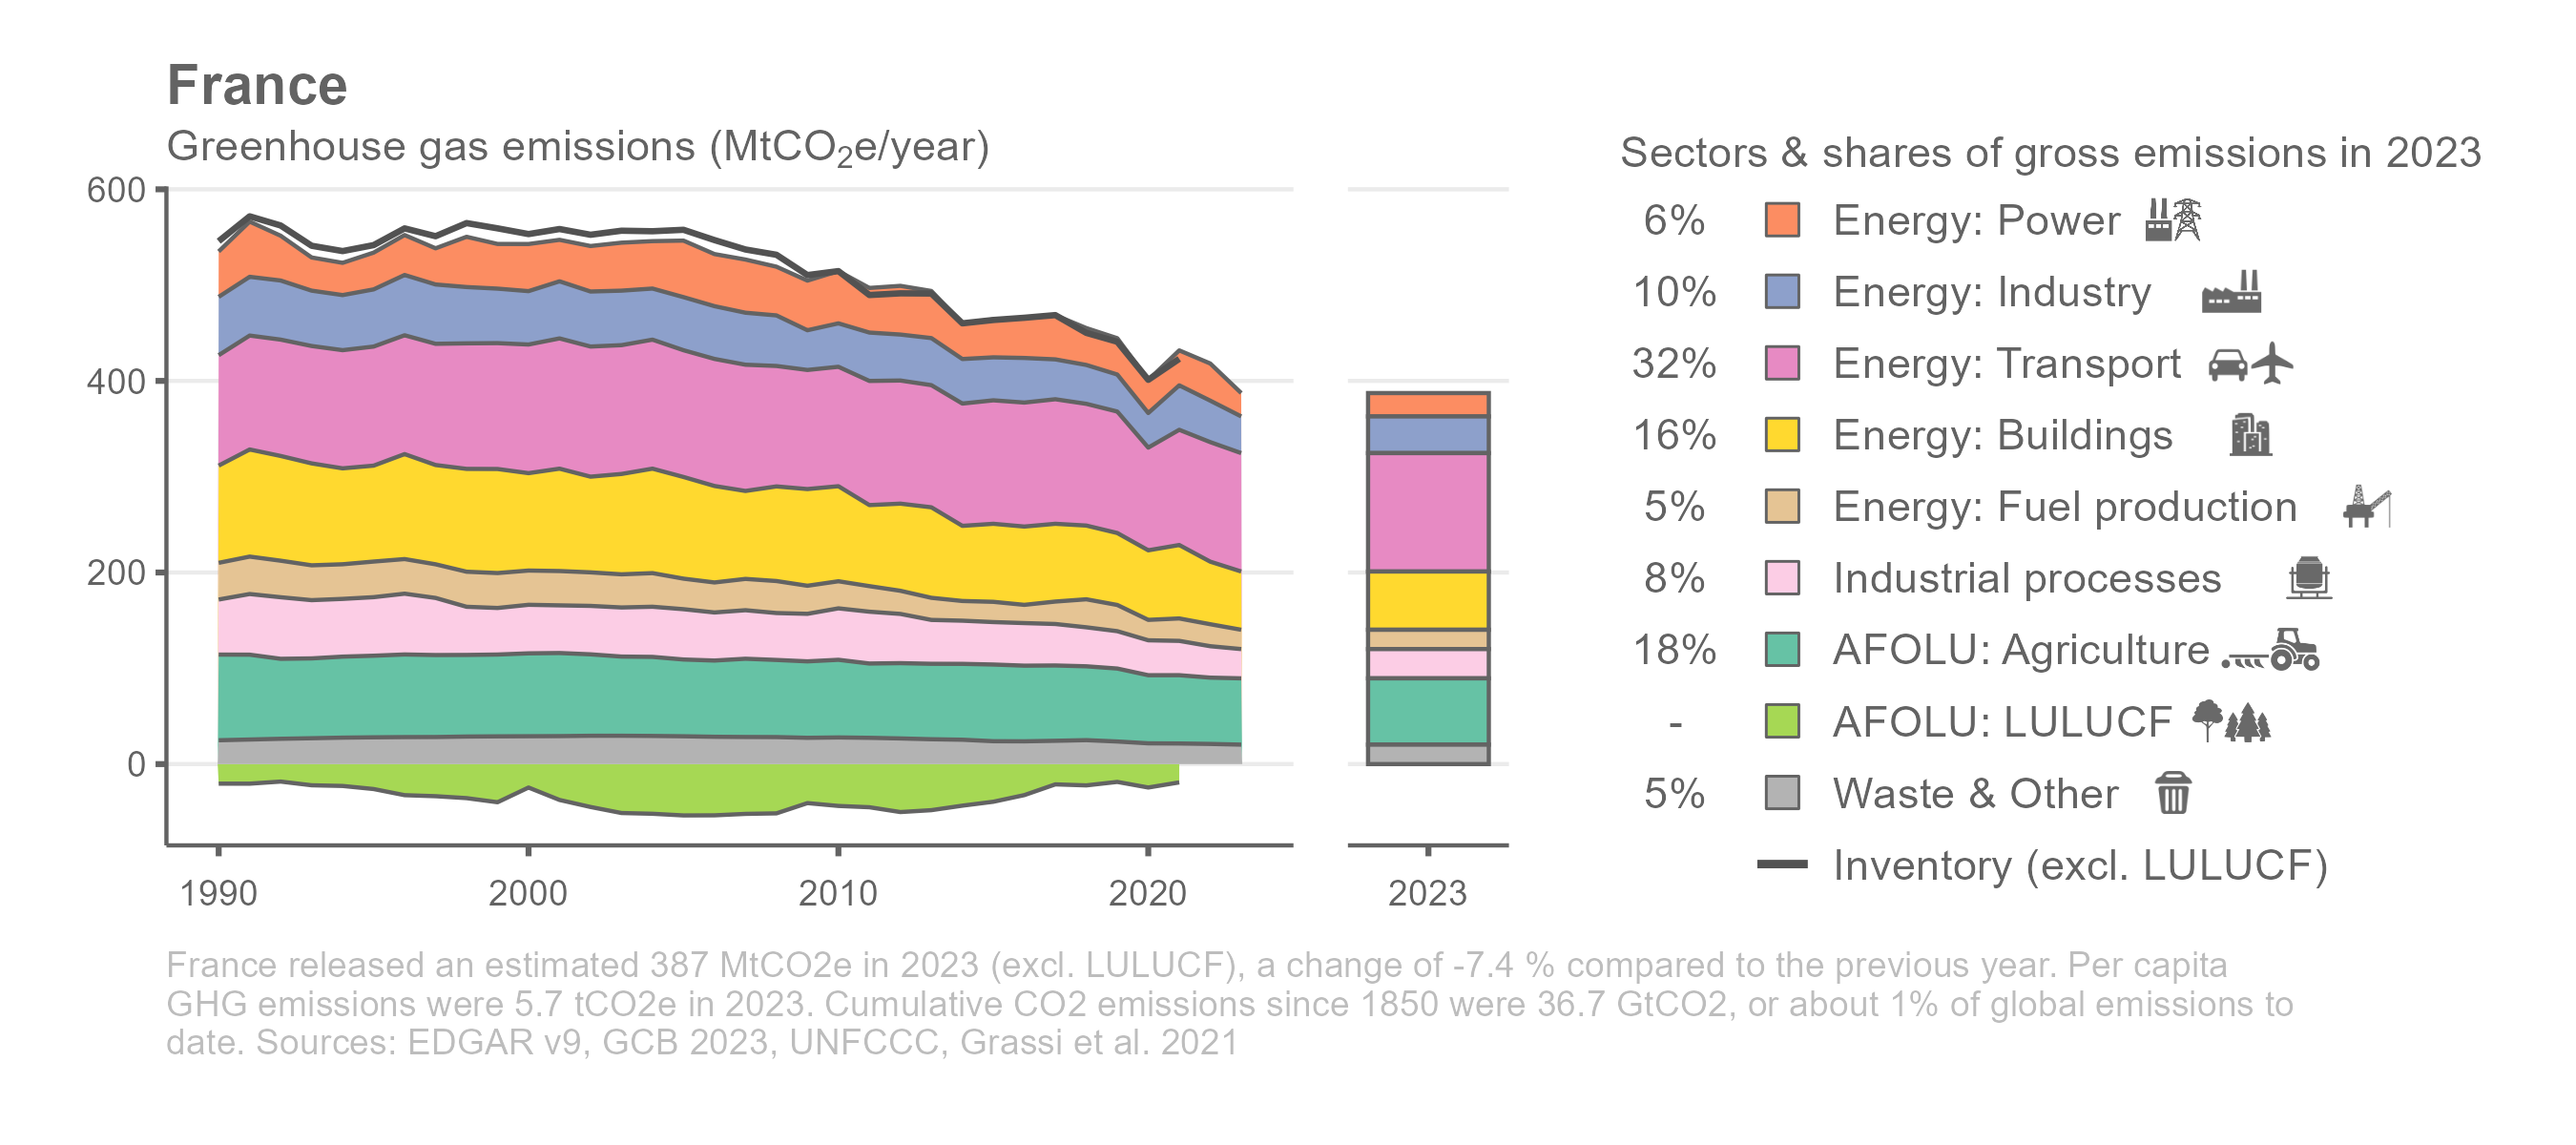 France
Greenhouse gas emissions (MtCO₂e/year)
600
400
200
0
1990 2000 2010 2020 2023
Sectors & shares of gross emissions in 2023
6% Energy: Power
10% Energy: Industry
32% Energy: Transport
16% Energy: Buildings
5% Energy: Fuel production
8% Industrial processes
18% AFOLU: Agriculture
- AFOLU: LULUCF
5% Waste & Other
Inventory (excl. LULUCF)
France released an estimated 387 MtCO2e in 2023 (excl. LULUCF), a change of -7.4 % compared to the previous year. Per capita
GHG emissions were 5.7 tCO2e in 2023. Cumulative CO2 emissions since 1850 were 36.7 GtCO2, or about 1% of global emissions to
date. Sources: EDGAR v9, GCB 2023, UNFCCC, Grassi et al. 2021